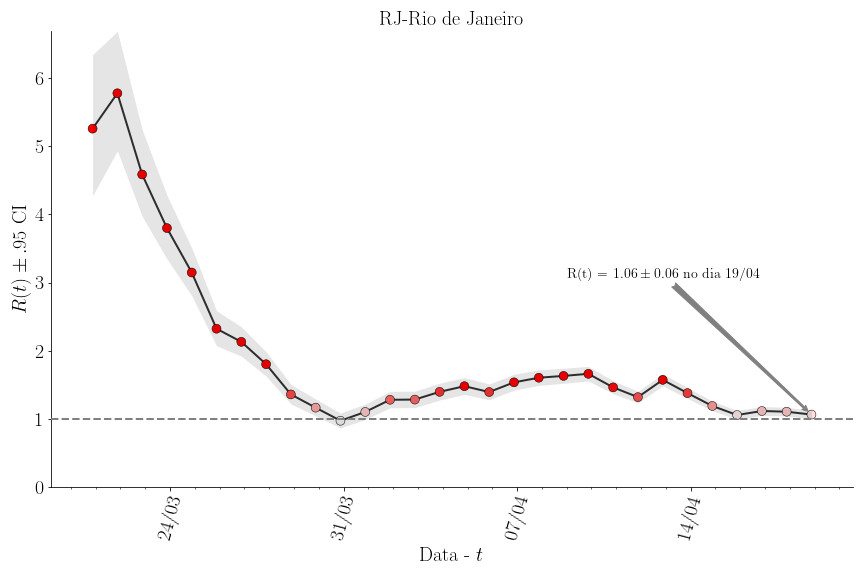 RJ-Rio de Janeiro
R(t) ± .95 CI
6
5
4
3
2
1
0
R(t) = 1.06 ± 0.06 no dia 19/04
24/03
31/03
07/04
14/04
Data - t